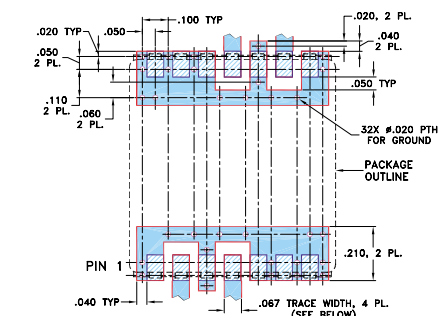 .020, 2 PL.
.100 TYP
.020 TYP
.050
.040
2 PL.
.050
2 PL.
.050 TYP
.110
2 PL.
.060
2 PL.
32X Ø.020 PTH
FOR GROUND
PACKAGE
OUTLINE
.210, 2 PL.
PIN 1
.040 TYP
.067 TRACE WIDTH, 4 PL.
(SEE BELOW)